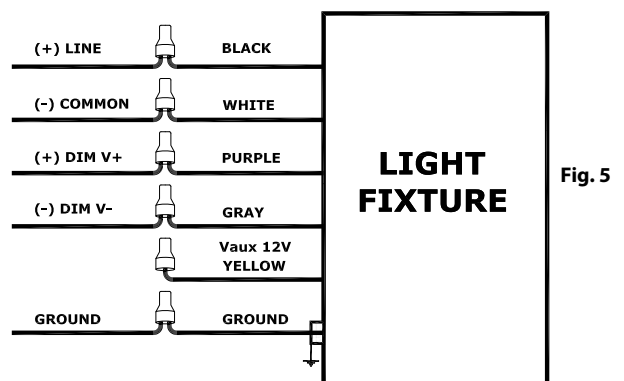 (+) LINE BLACK
(-) COMMON WHITE
(+) DIM V+ PURPLE
(-) DIM V- GRAY
Vaux 12V
YELLOW
GROUND GROUND
LIGHT
FIXTURE
Fig. 5